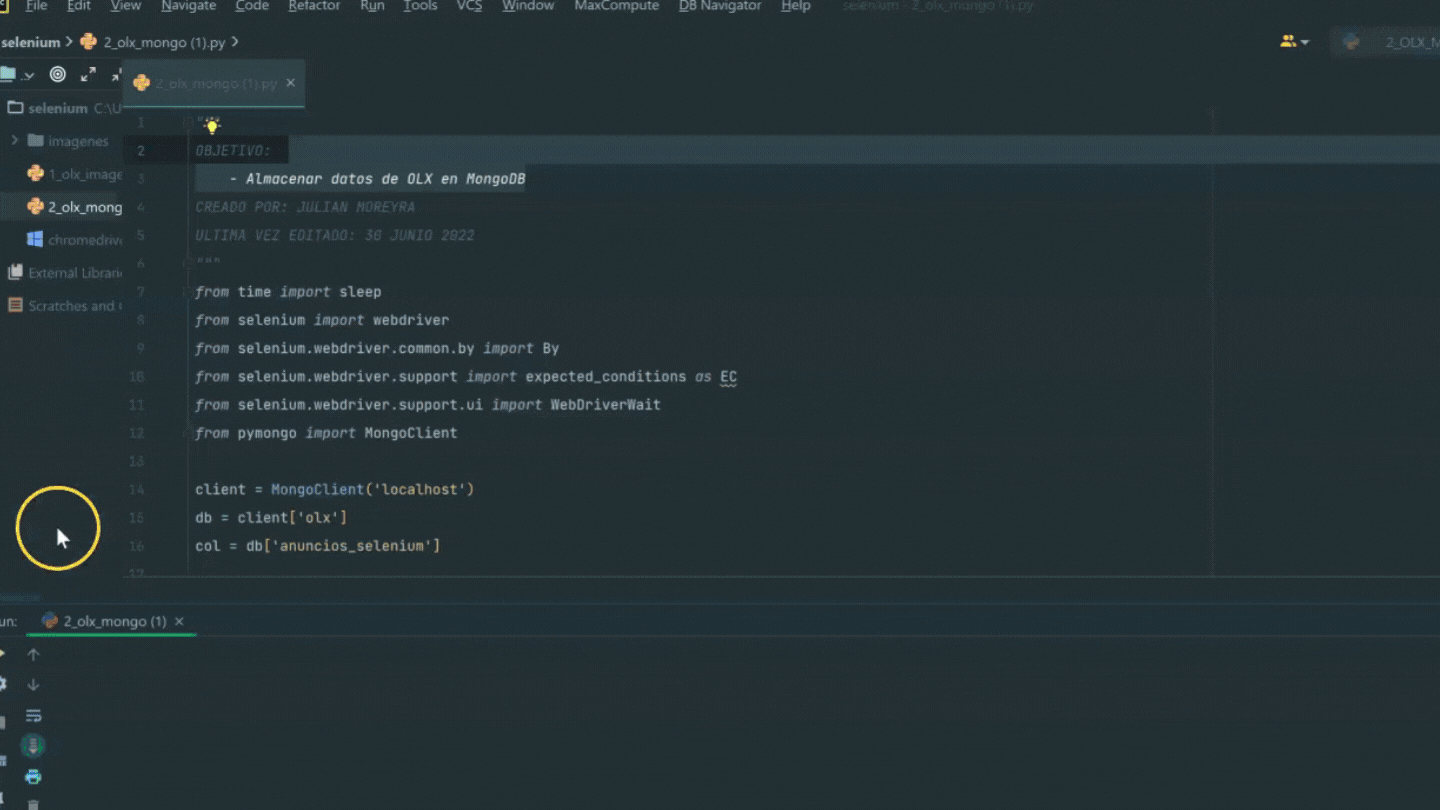 File Edit View Navigate Code Refactor Run Tools VCS Window MaxCompute DB Navigator Help selenium - 2_olx_mongo (1).py
selenium 2_olx_mongo (1).py
2_OLX_M
2_olx_mongo (1).py
selenium C:\U
imagenes
1_olx_image
2_olx_mong
chromedrive
External Librari
Scratches and
1 """
2 OBJETIVO:
3 - Almacenar datos de OLX en MongoDB
4 CREADO POR: JULIAN MOREYRA
5 ULTIMA VEZ EDITADO: 30 JUNIO 2022
6 """
7 from time import sleep
8 from selenium import webdriver
9 from selenium.webdriver.common.by import By
10 from selenium.webdriver.support import expected_conditions as EC
11 from selenium.webdriver.support.ui import WebDriverWait
12 from pymongo import MongoClient
13
14 client = MongoClient('localhost')
15 db = client['olx']
16 col = db['anuncios_selenium']
17
un: 2_olx_mongo (1)